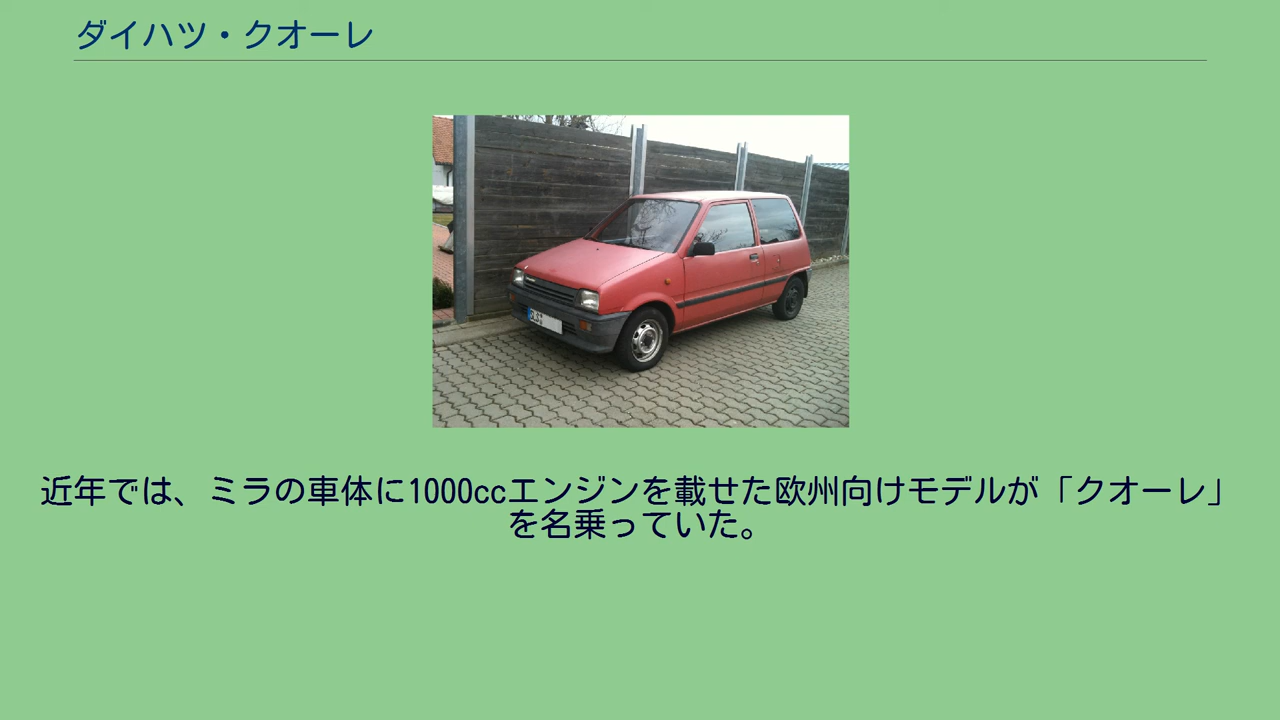 ダイハツ・クオーレ
近年では、ミラの車体に1000ccエンジンを載せた欧州向けモデルが「クオーレ」
を名乗っていた。